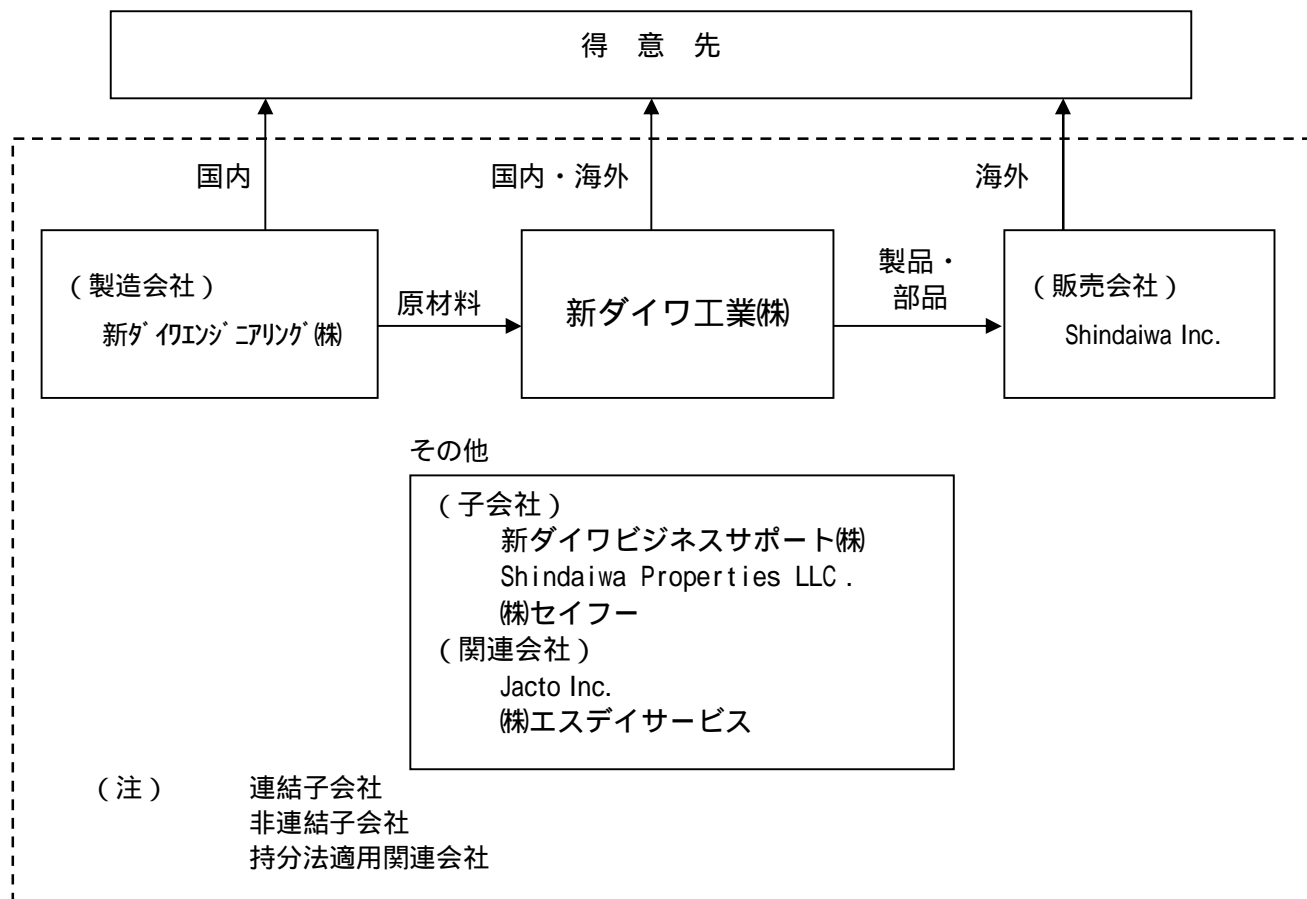 得 意 先
国内
国内・海外
海外
(製造会社)
新ダイワエンジニアリング(株)
原材料
新ダイワ工業㈱
製品・
部品
(販売会社)
Shindaiwa Inc.
その他
(子会社)
新ダイワビジネスサポート㈱
Shindaiwa Properties LLC.
㈱セイフー
(関連会社)
Jacto Inc.
㈱エスデイサービス
(注) 連結子会社
非連結子会社
持分法適用関連会社